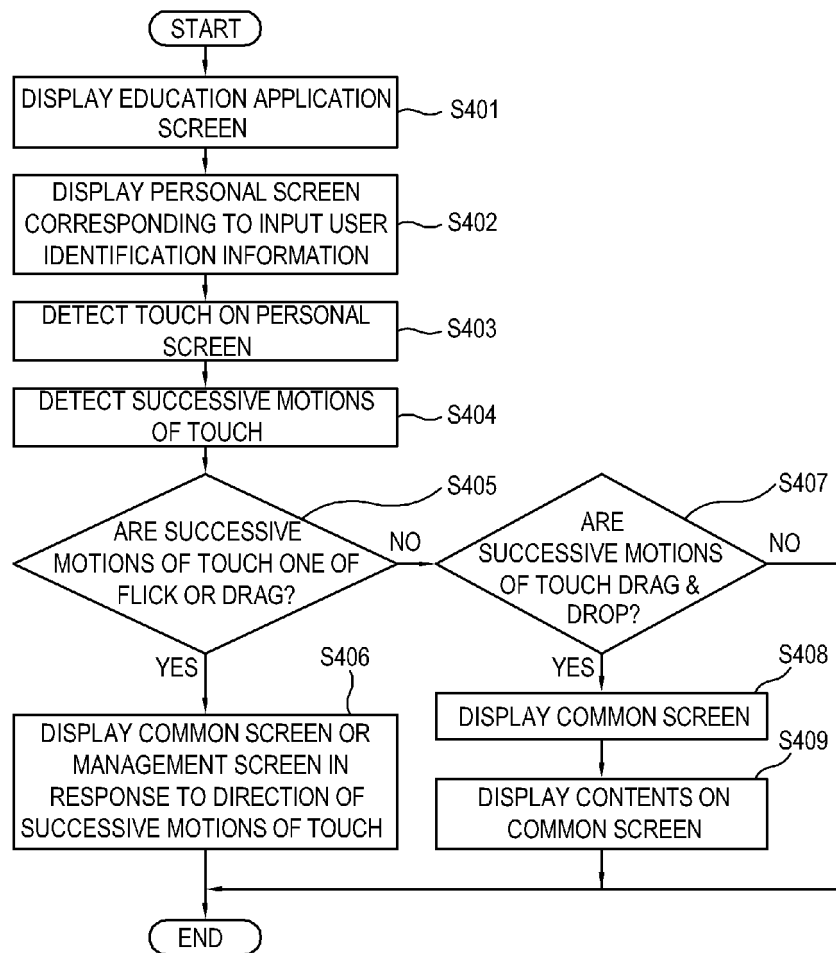 START
DISPLAY EDUCATION APPLICATION
SCREEN
S401
DISPLAY PERSONAL SCREEN
CORRESPONDING TO INPUT USER
IDENTIFICATION INFORMATION
S402
DETECT TOUCH ON PERSONAL
SCREEN
S403
DETECT SUCCESSIVE MOTIONS
OF TOUCH
S404
S405
ARE SUCCESSIVE
MOTIONS OF TOUCH ONE OF
FLICK OR DRAG?
NO
YES
S407
ARE
SUCCESSIVE MOTIONS
OF TOUCH DRAG &
DROP?
NO
YES
S406
DISPLAY COMMON SCREEN OR
MANAGEMENT SCREEN IN
RESPONSE TO DIRECTION OF
SUCCESSIVE MOTIONS OF TOUCH
S408
DISPLAY COMMON SCREEN
S409
DISPLAY CONTENTS ON
COMMON SCREEN
END